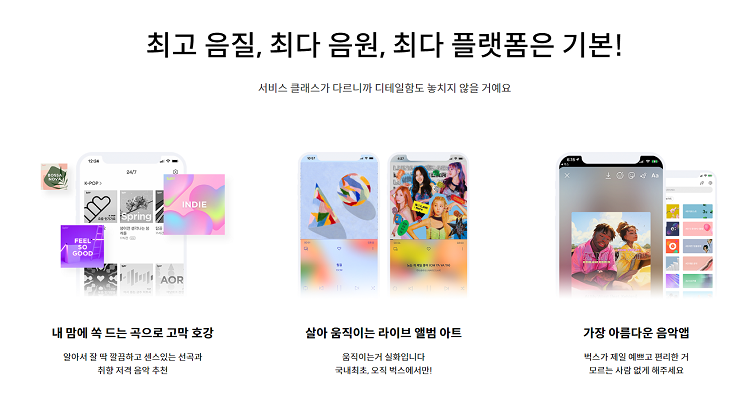 최고 음질, 최다 음원, 최다 플랫폼은 기본!
서비스 클래스가 다르니까 디테일함도 놓치지 않을 거예요
BOSSA
NOVA
12:34
24/7
K-POP >
Spring
INDIE
FEEL
SO
GOOD
AOR
10:07
4:27
Aa
내 맘에 쏙 드는 곡으로 고막 호강
알아서 잘 딱 깔끔하고 센스있는 선곡과
취향 저격 음악 추천
살아 움직이는 라이브 앨범 아트
움직이는거 실화입니다
국내최초, 오직 벅스에서만!
가장 아름다운 음악앱
벅스가 제일 예쁘고 편리한 거
모르는 사람 없게 해주세요